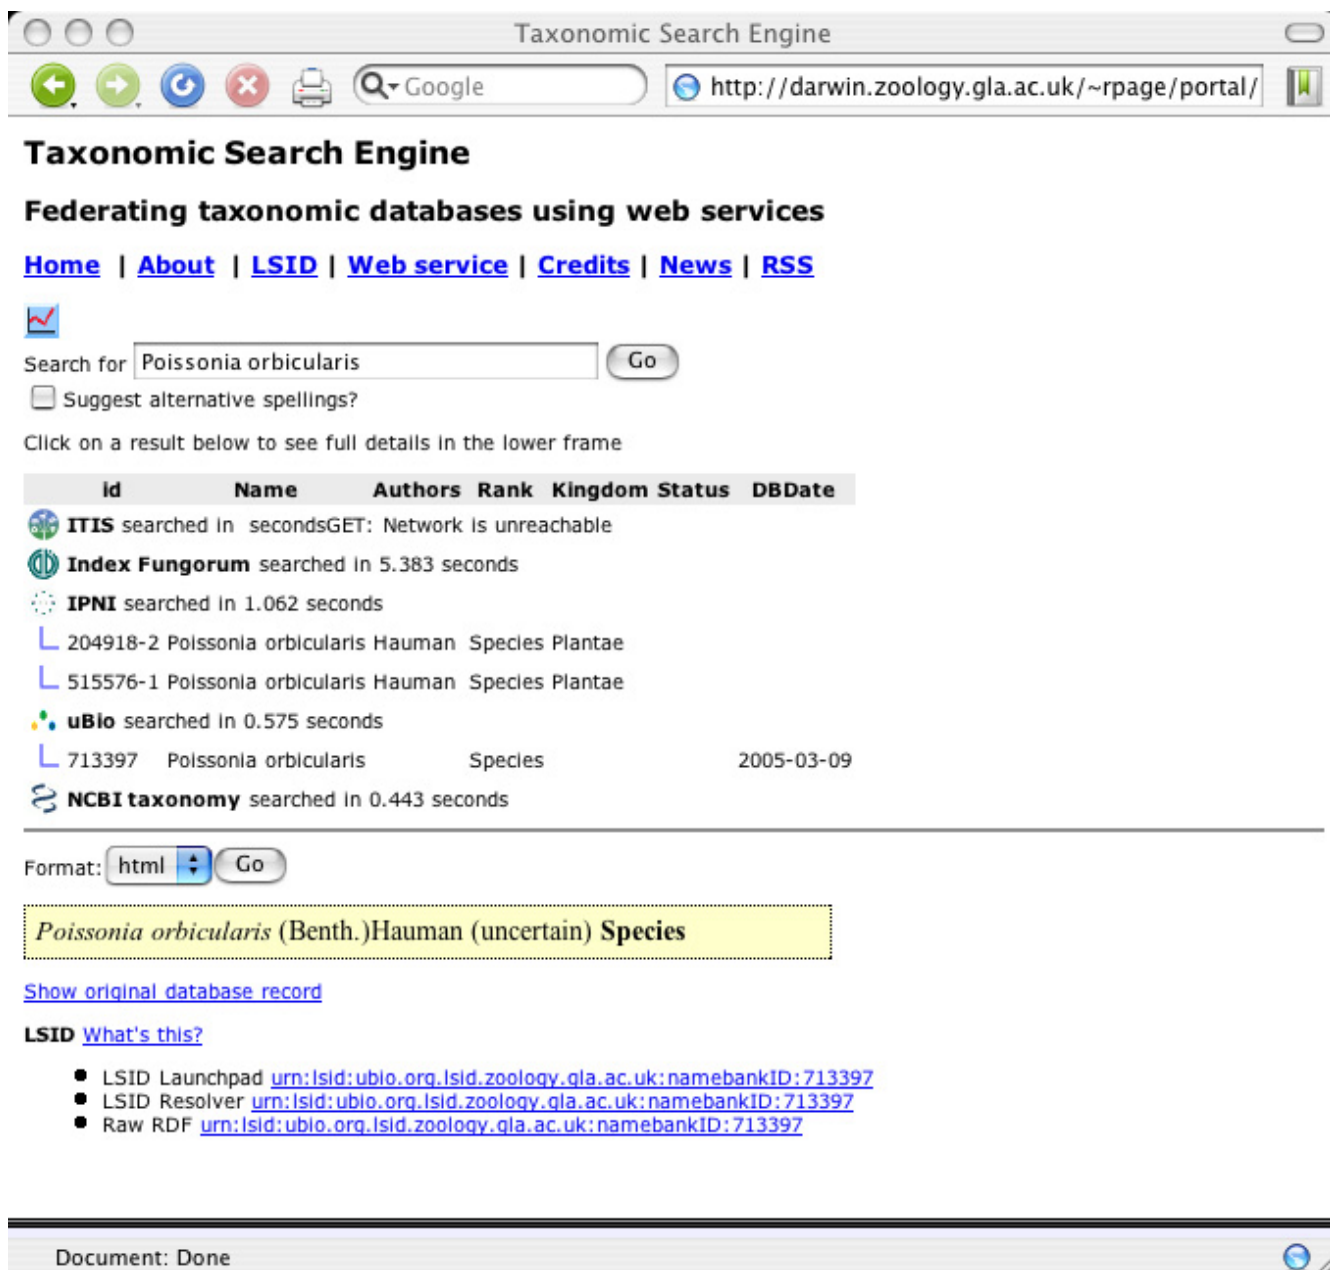 Taxonomic Search Engine
Google
http://darwin.zoology.gla.ac.uk/~rpage/portal/
Taxonomic Search Engine
Federating taxonomic databases using web services
Home | About | LSID | Web service | Credits | News | RSS
Search for Poissonia orbicularis Go
Suggest alternative spellings?
Click on a result below to see full details in the lower frame
id Name Authors Rank Kingdom Status DBDate
ITIS searched in secondsGET: Network is unreachable
Index Fungorum searched in 5.383 seconds
IPNI searched in 1.062 seconds
204918-2 Poissonia orbicularis Hauman Species Plantae
515576-1 Poissonia orbicularis Hauman Species Plantae
uBio searched in 0.575 seconds
713397 Poissonia orbicularis Species 2005-03-09
NCBI taxonomy searched in 0.443 seconds
Format: html Go
Poissonia orbicularis (Benth.)Hauman (uncertain) Species
Show original database record
LSID What's this?
LSID Launchpad urn:lsid:ubio.org.lsid.zoology.gla.ac.uk:namebankID:713397
LSID Resolver urn:lsid:ubio.org.lsid.zoology.gla.ac.uk:namebankID:713397
Raw RDF urn:lsid:ubio.org.lsid.zoology.gla.ac.uk:namebankID:713397
Document: Done